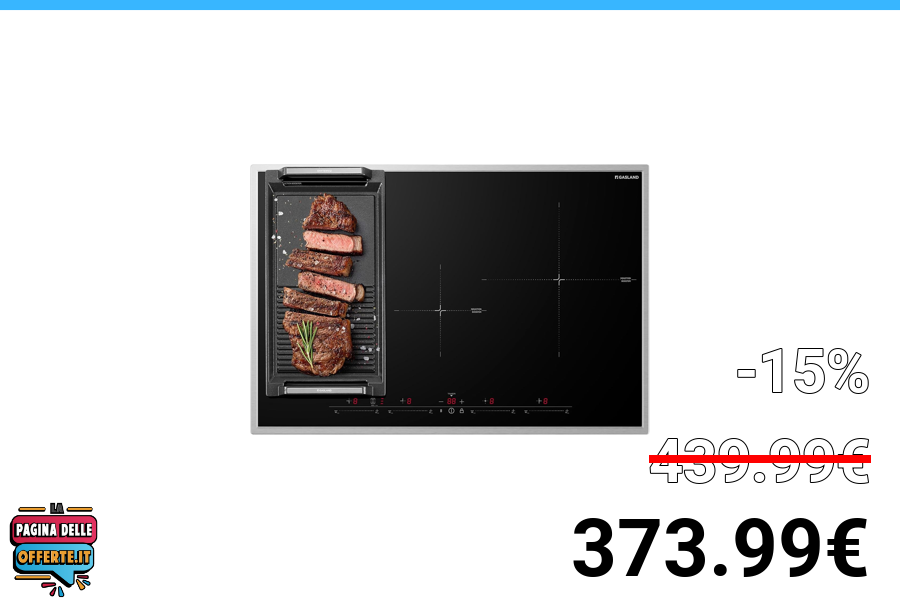 GASLAND
-15%
439.99€
373.99€
LA
PAGINA DELLE
OFFERTE.IT